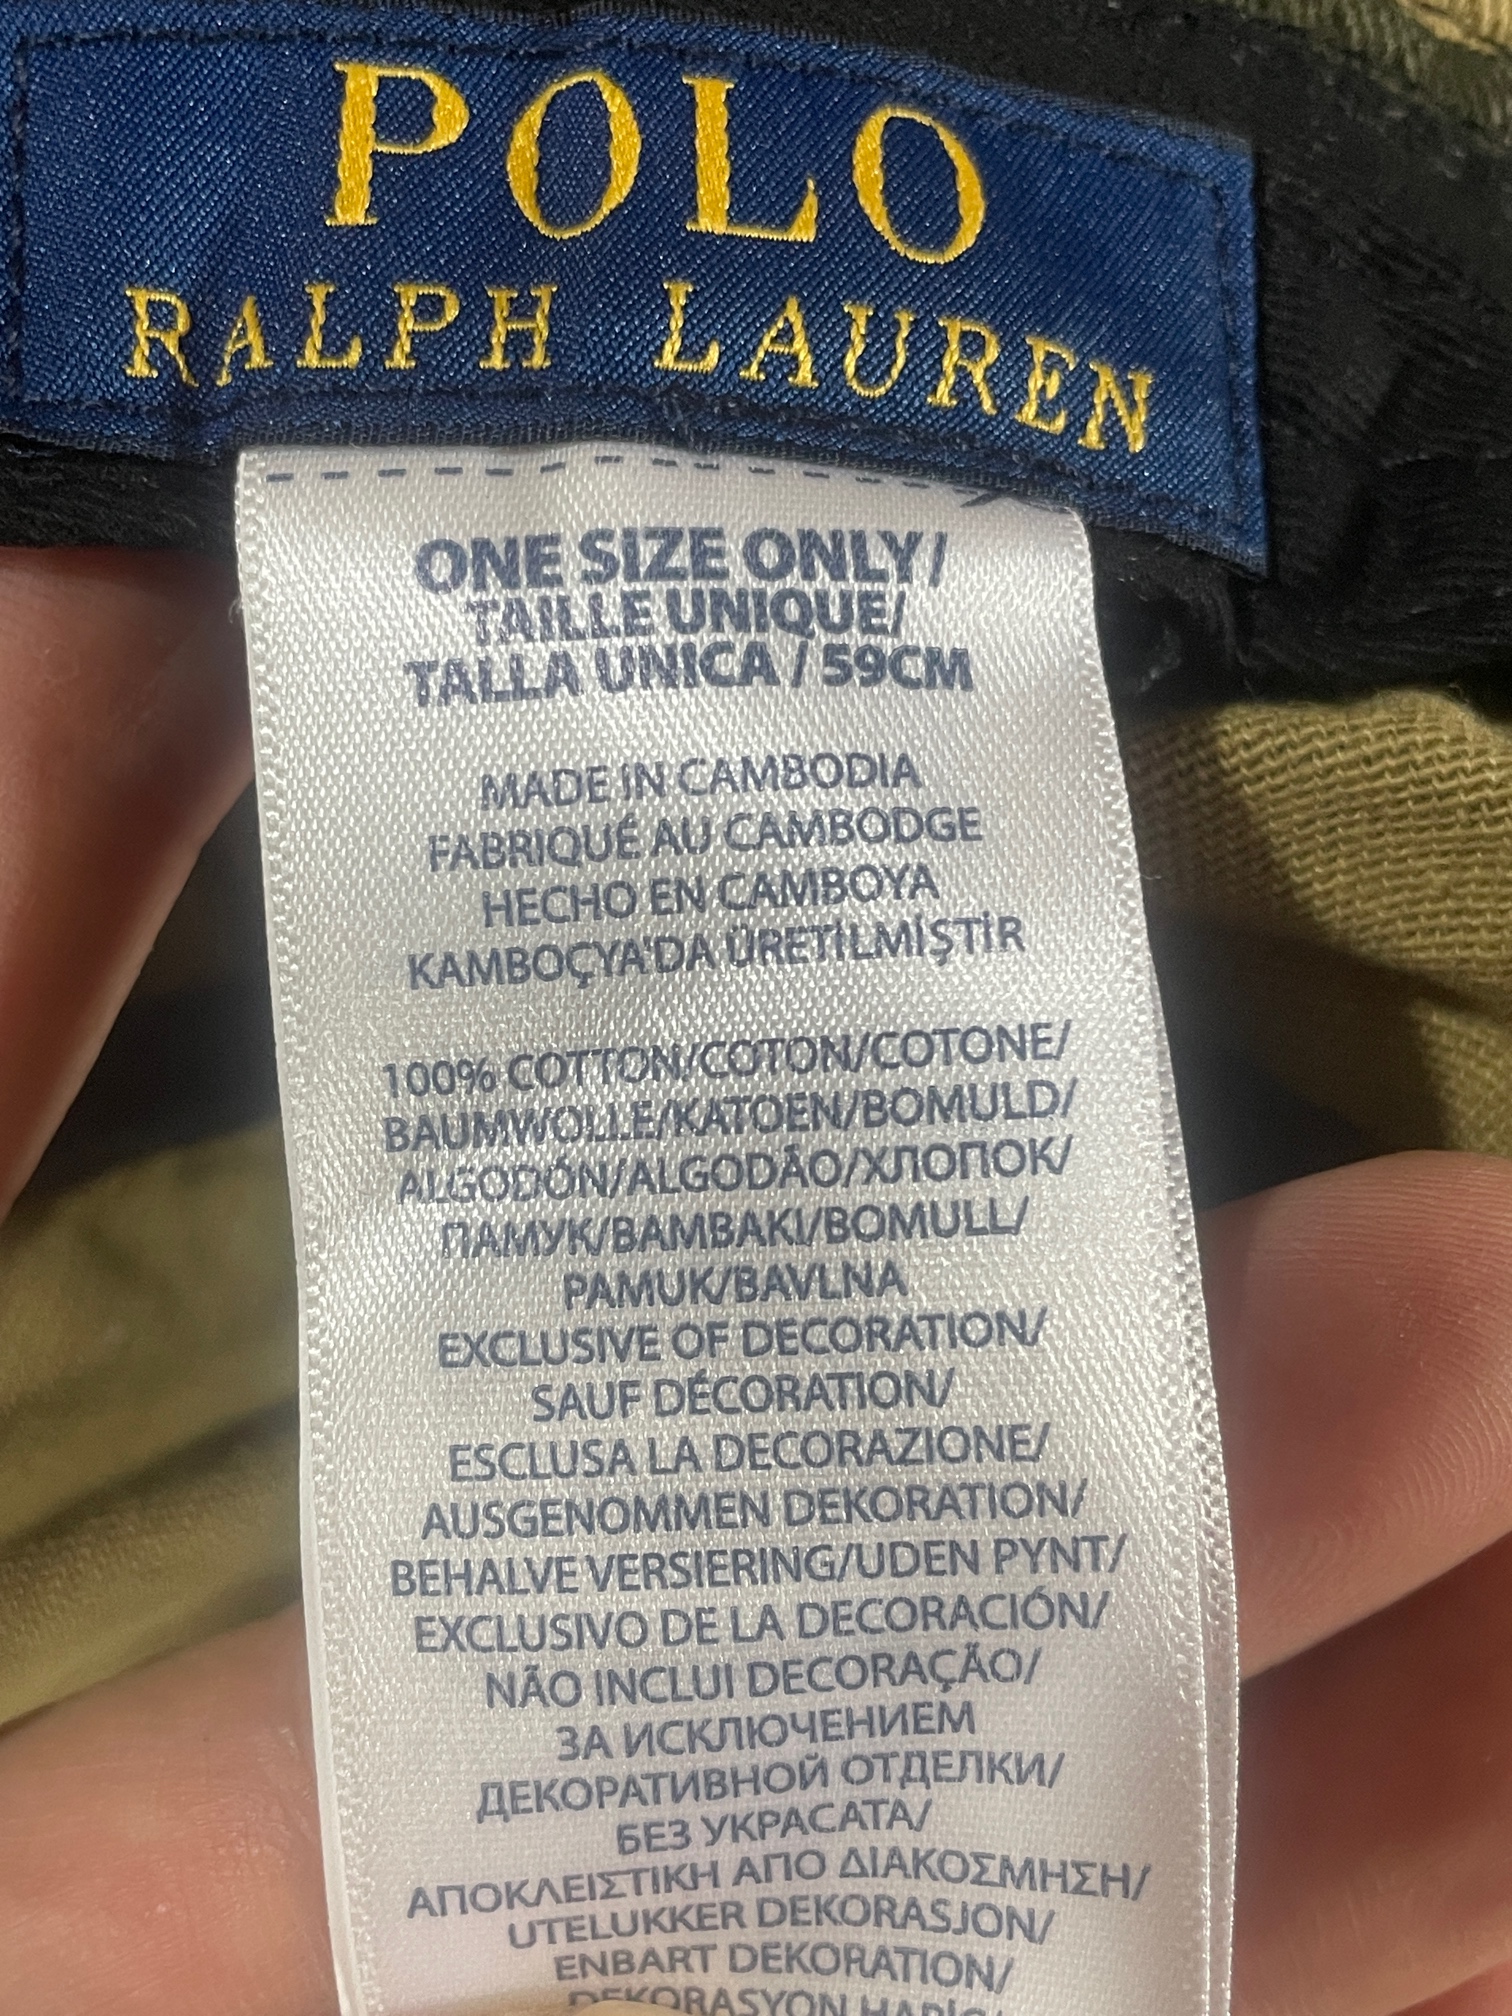 POLO
RALPH LAUREN
ONE SIZE ONLY/
TAILLE UNIQUE/
TALLA UNICA / 59CM
MADE IN CAMBODIA
FABRIQUÉ AU CAMBODGE
HECHO EN CAMBOYA
KAMBOÇYA'DA ÜRETİLMİŞTİR
100% COTTON/COTON/COTONE/
BAUMWOLLE/KATOEN/BOMULD/
ALGODÓN/ALGODÃO/ХЛОПОК/
ПАМУК/BAMBAKI/BOMULL/
PAMUK/BAVLNA
EXCLUSIVE OF DECORATION/
SAUF DÉCORATION/
ESCLUSA LA DECORAZIONE/
AUSGENOMMEN DEKORATION/
BEHALVE VERSIERING/UDEN PYNT/
EXCLUSIVO DE LA DECORACIÓN/
NÃO INCLUI DECORAÇÃO/
ЗА ИСКЛЮЧЕНИЕМ
ДЕКОРАТИВНОЙ ОТДЕЛКИ/
БЕЗ УКРАСАТА/
ΑΠΟΚΛΕΙΣΤΙΚΗ ΑΠΟ ΔΙΑΚΟΣΜΗΣΗ/
UTELUKKER DEKORASJON/
ENBART DEKORATION/
DEKORASYON HARİÇ/